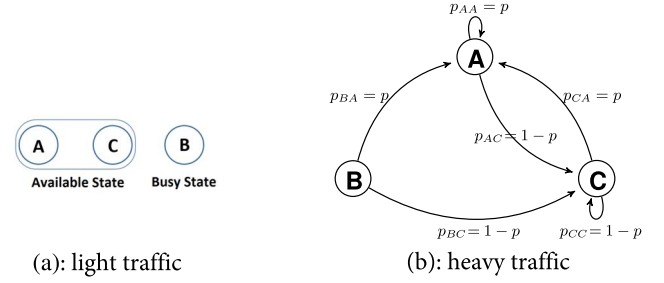 A C B
Available State Busy State
(a): light traffic
p_{AA} = p
A
p_{BA} = p
p_{CA} = p
p_{AC} = 1 − p
B
C
p_{BC} = 1 − p
p_{CC} = 1 − p
(b): heavy traffic